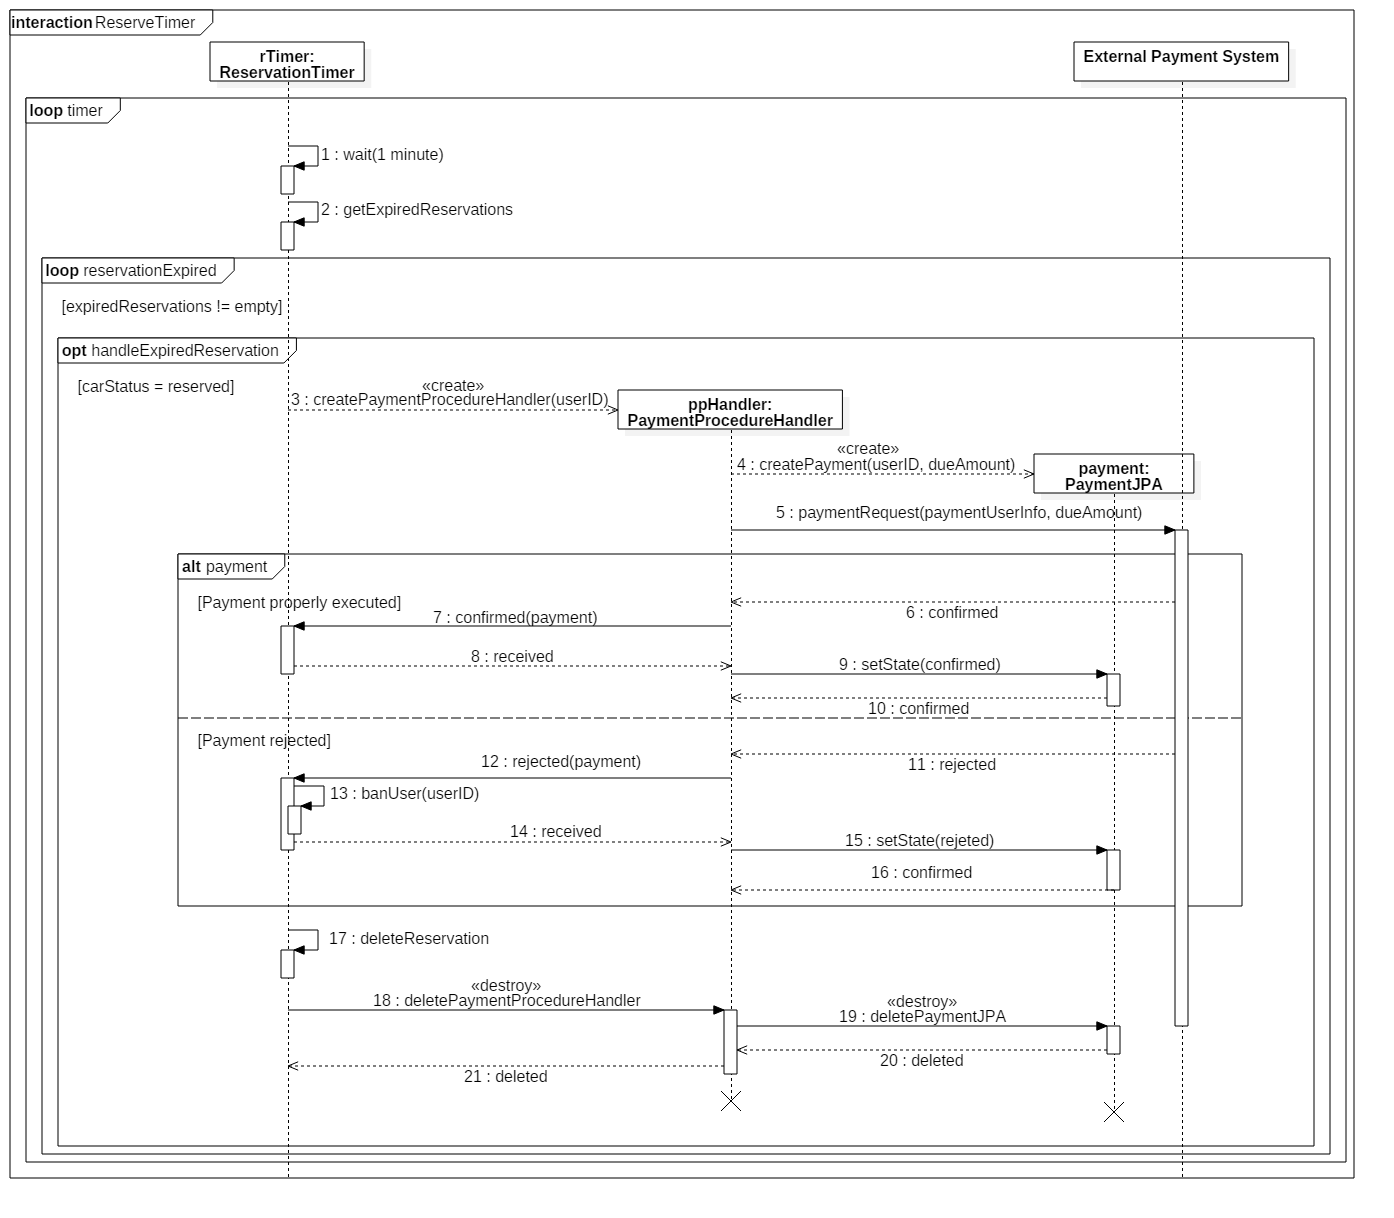 interaction ReserveTimer
rTimer:
ReservationTimer
External Payment System
loop timer
1 : wait(1 minute)
2 : getExpiredReservations
loop reservationExpired
[expiredReservations != empty]
opt handleExpiredReservation
[carStatus = reserved]
«create»
3 : createPaymentProcedureHandler(userID)
ppHandler:
PaymentProcedureHandler
«create»
4 : createPayment(userID, dueAmount)
payment:
PaymentJPA
5 : paymentRequest(paymentUserInfo, dueAmount)
alt payment
[Payment properly executed]
6 : confirmed
7 : confirmed(payment)
8 : received
9 : setState(confirmed)
10 : confirmed
[Payment rejected]
11 : rejected
12 : rejected(payment)
13 : banUser(userID)
14 : received
15 : setState(rejeted)
16 : confirmed
17 : deleteReservation
«destroy»
18 : deletePaymentProcedureHandler
«destroy»
19 : deletePaymentJPA
20 : deleted
21 : deleted